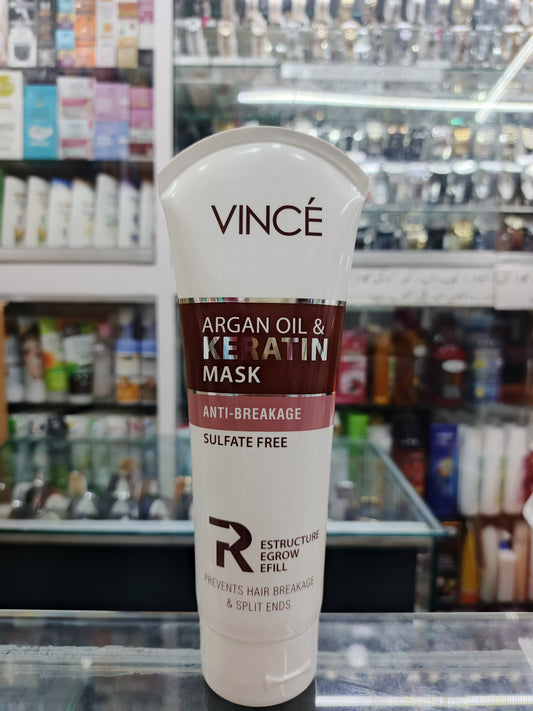 VINCÉ
ARGAN OIL &
KERATIN
MASK
ANTI-BREAKAGE
SULFATE FREE
R
ESTRUCTURE
EGROW
EFILL
PREVENTS HAIR BREAKAGE
& SPLIT ENDS